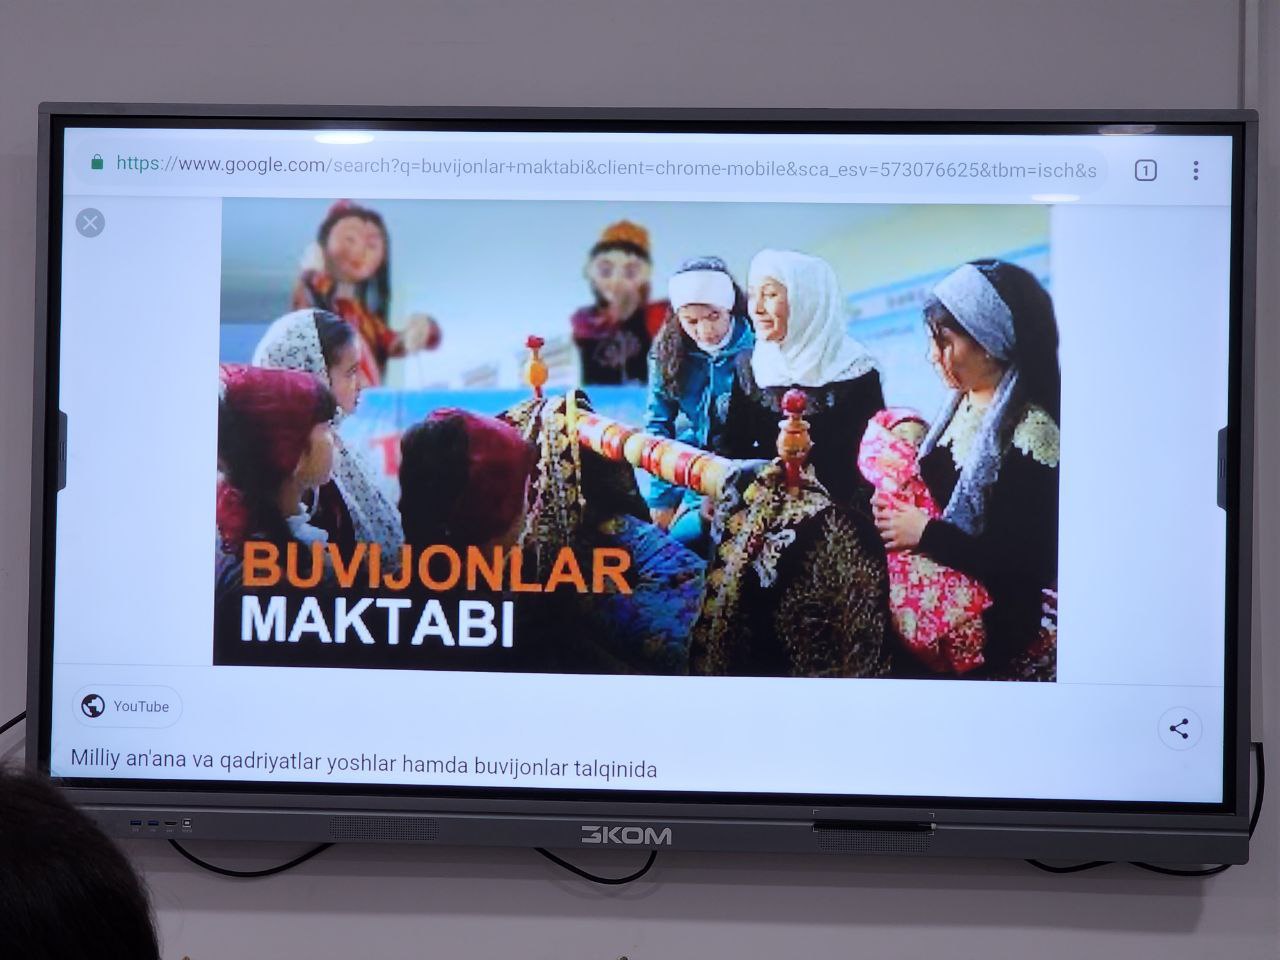 https://www.google.com/search?q=buvijonlar+maktabi&client=chrome-mobile&sca_esv=573076625&tbm=isch&s
1
BUVIJONLAR
MAKTABI
YouTube
Milliy an'ana va qadriyatlar yoshlar hamda buvijonlar talqinida
3KOM